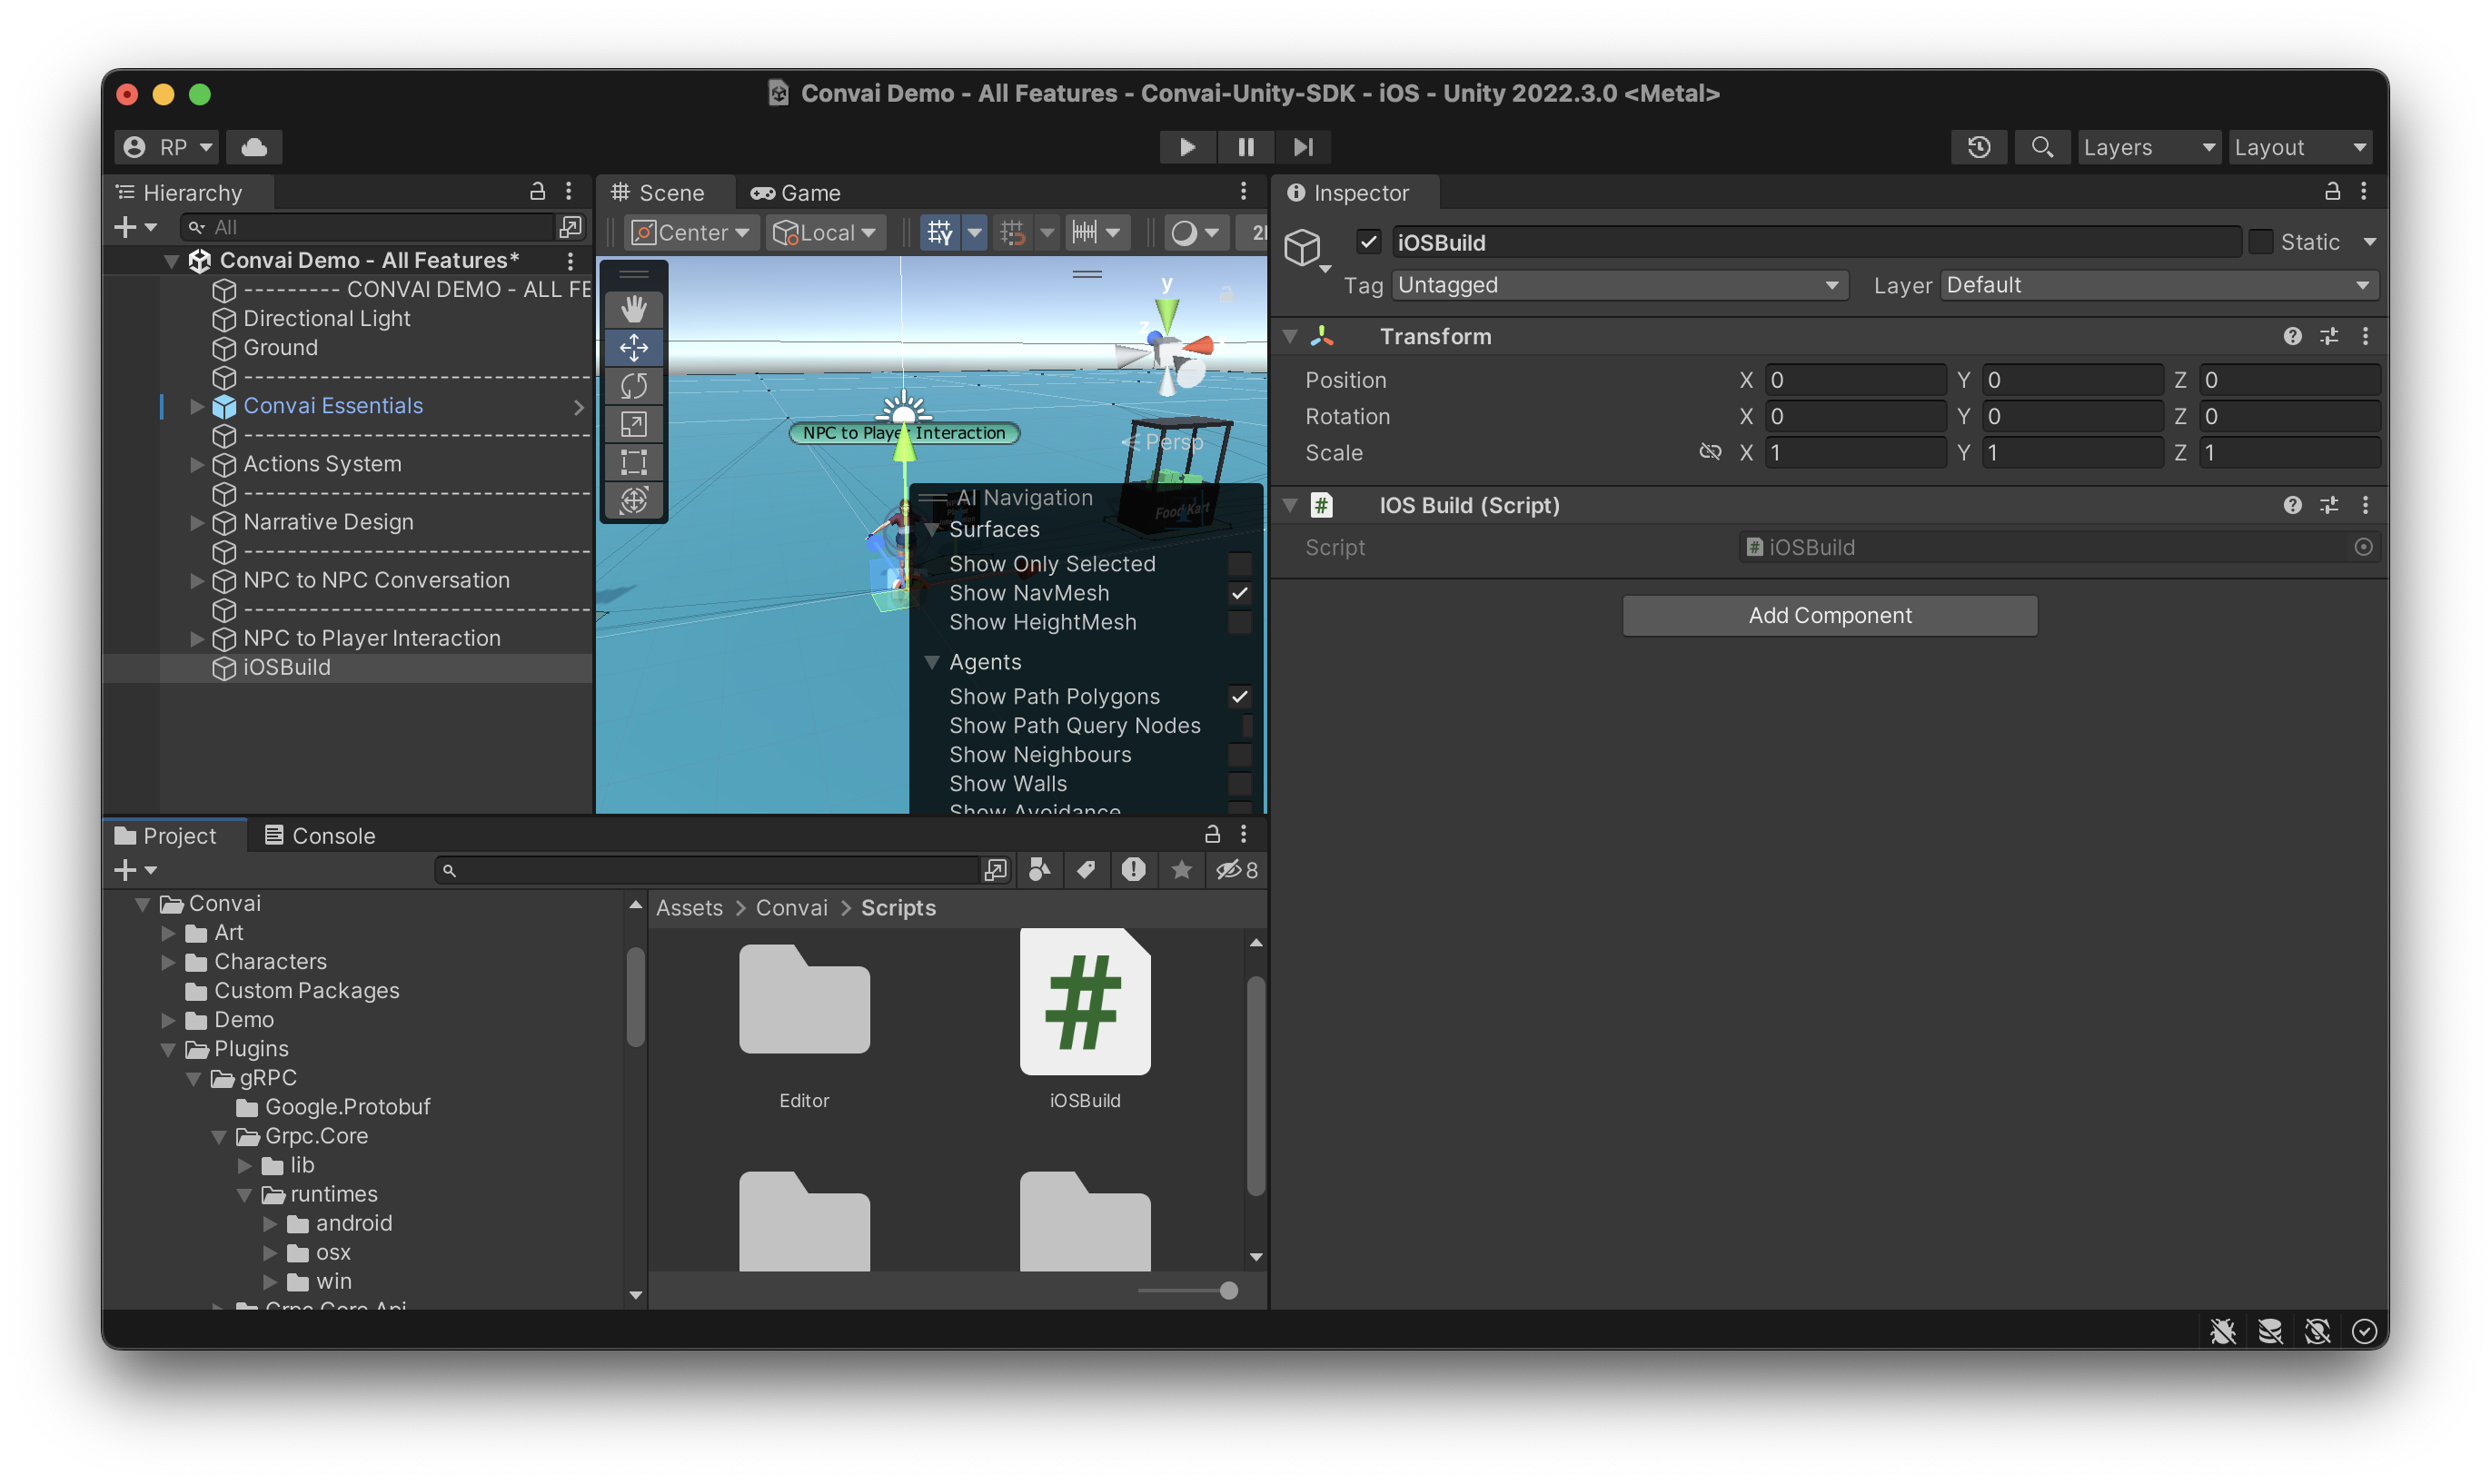 Convai Demo - All Features - Convai-Unity-SDK - iOS - Unity 2022.3.0 <Metal>
RP
Layers
Layout
Hierarchy
All
Convai Demo - All Features*
--------- CONVAI DEMO - ALL FE
Directional Light
Ground
--------------------------------
Convai Essentials
--------------------------------
Actions System
--------------------------------
Narrative Design
--------------------------------
NPC to NPC Conversation
--------------------------------
NPC to Player Interaction
iOSBuild
Scene
Game
Center
Local
2
y
z
Persp
NPC to Player Interaction
Food Kart
AI Navigation
Surfaces
Show Only Selected
Show NavMesh
Show HeightMesh
Agents
Show Path Polygons
Show Path Query Nodes
Show Neighbours
Show Walls
Show Avoidance
Inspector
iOSBuild
Static
Tag Untagged
Layer Default
Transform
Position X 0 Y 0 Z 0
Rotation X 0 Y 0 Z 0
Scale X 1 Y 1 Z 1
# IOS Build (Script)
Script iOSBuild
Add Component
Project
Console
8
Convai
Art
Characters
Custom Packages
Demo
Plugins
gRPC
Google.Protobuf
Grpc.Core
lib
runtimes
android
osx
win
Grpc.Core.Api
Assets > Convai > Scripts
#
Editor
iOSBuild